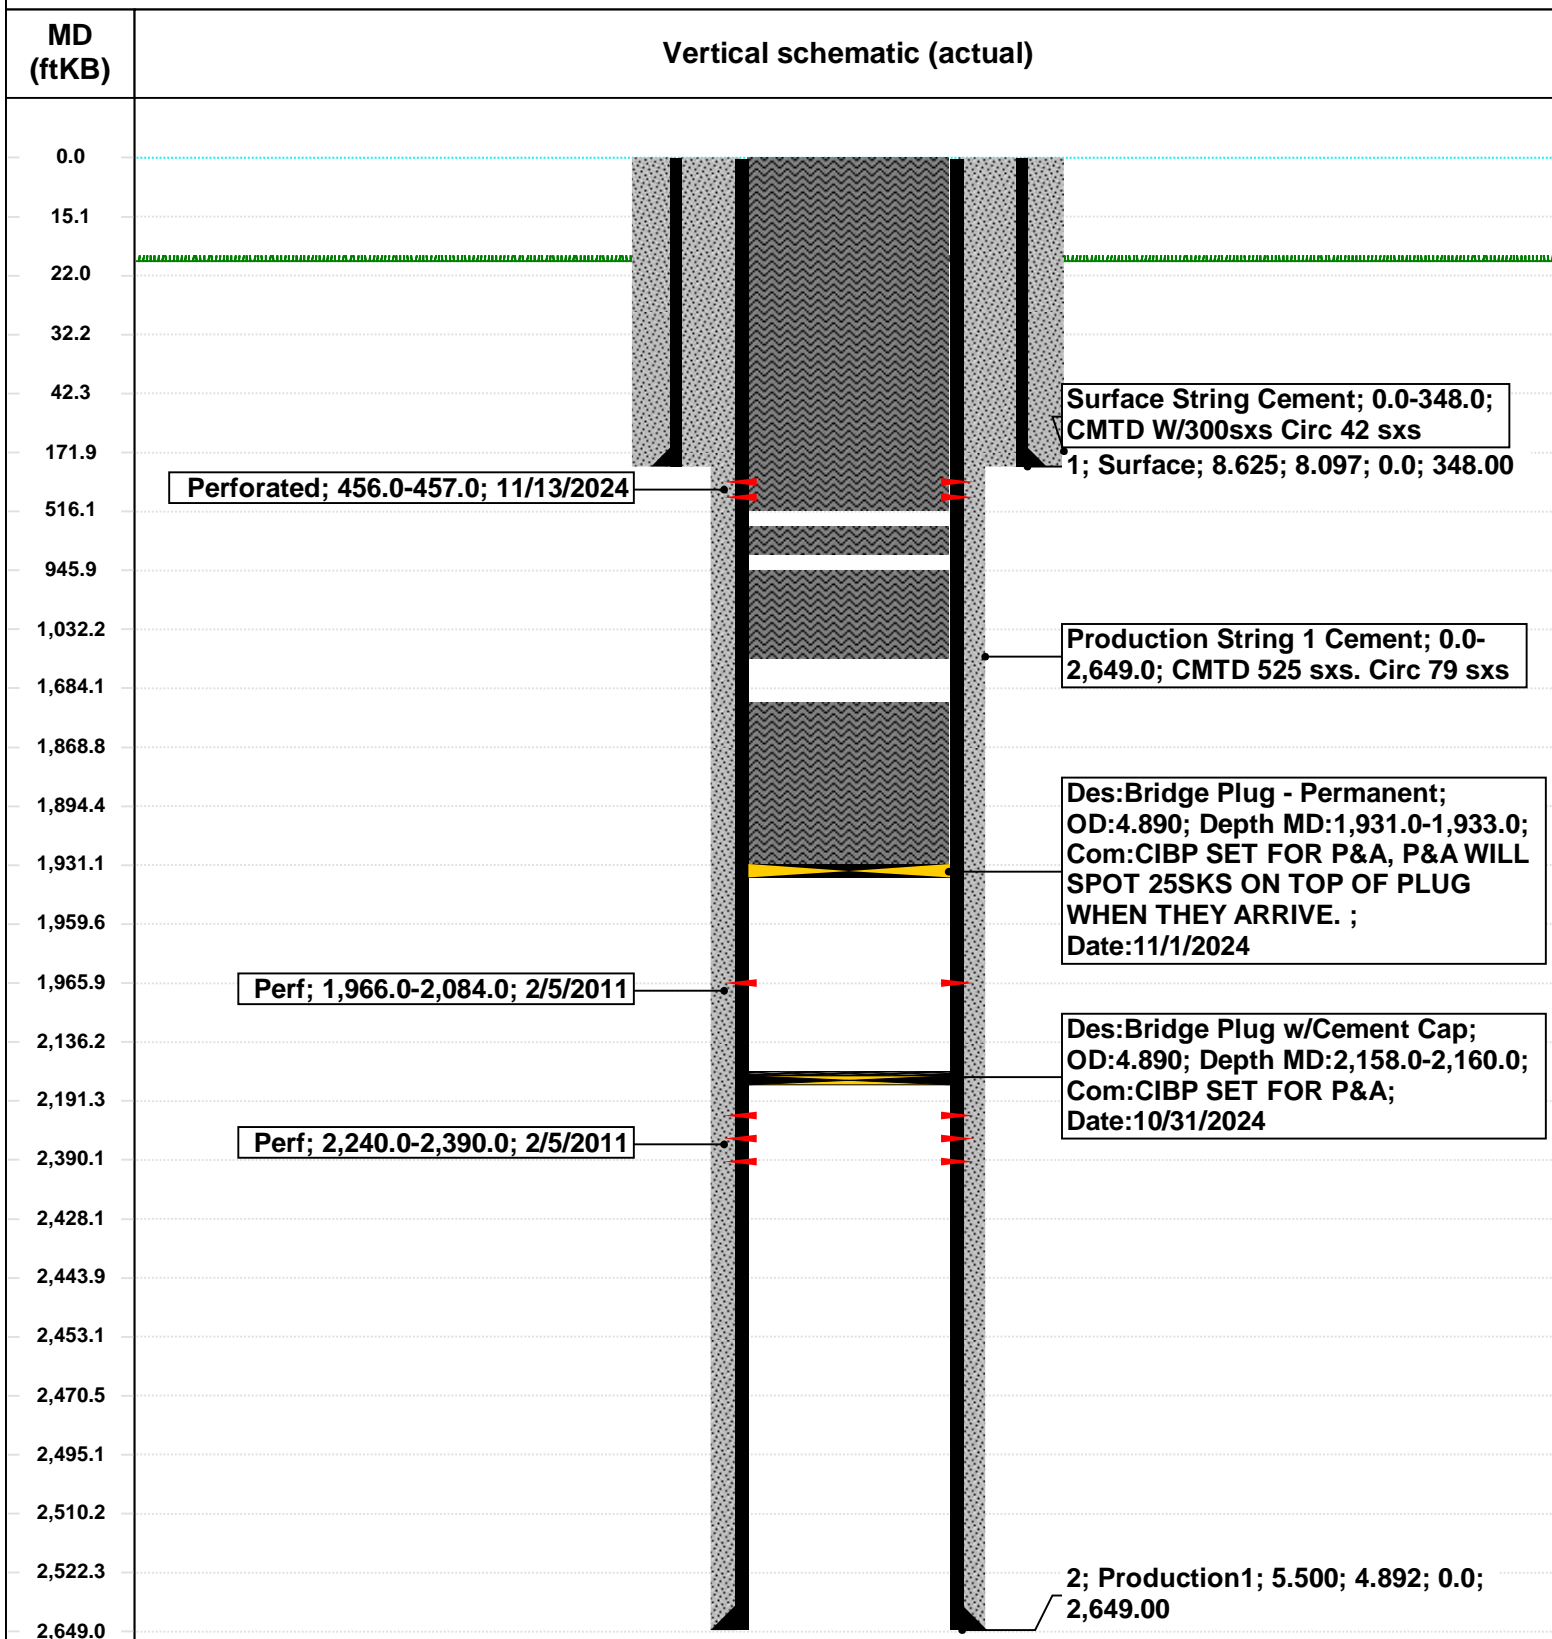 MD
(ftKB)
Vertical schematic (actual)
0.0
15.1
22.0
32.2
42.3
171.9
516.1
945.9
1,032.2
1,684.1
1,868.8
1,894.4
1,931.1
1,959.6
1,965.9
2,136.2
2,191.3
2,390.1
2,428.1
2,443.9
2,453.1
2,470.5
2,495.1
2,510.2
2,522.3
2,649.0
Surface String Cement; 0.0-348.0;
CMTD W/300sxs Circ 42 sxs
1; Surface; 8.625; 8.097; 0.0; 348.00
Perforated; 456.0-457.0; 11/13/2024
Production String 1 Cement; 0.0-
2,649.0; CMTD 525 sxs. Circ 79 sxs
Des:Bridge Plug - Permanent;
OD:4.890; Depth MD:1,931.0-1,933.0;
Com:CIBP SET FOR P&A, P&A WILL
SPOT 25SKS ON TOP OF PLUG
WHEN THEY ARRIVE. ;
Date:11/1/2024
Perf; 1,966.0-2,084.0; 2/5/2011
Des:Bridge Plug w/Cement Cap;
OD:4.890; Depth MD:2,158.0-2,160.0;
Com:CIBP SET FOR P&A;
Date:10/31/2024
Perf; 2,240.0-2,390.0; 2/5/2011
2; Production1; 5.500; 4.892; 0.0;
2,649.00